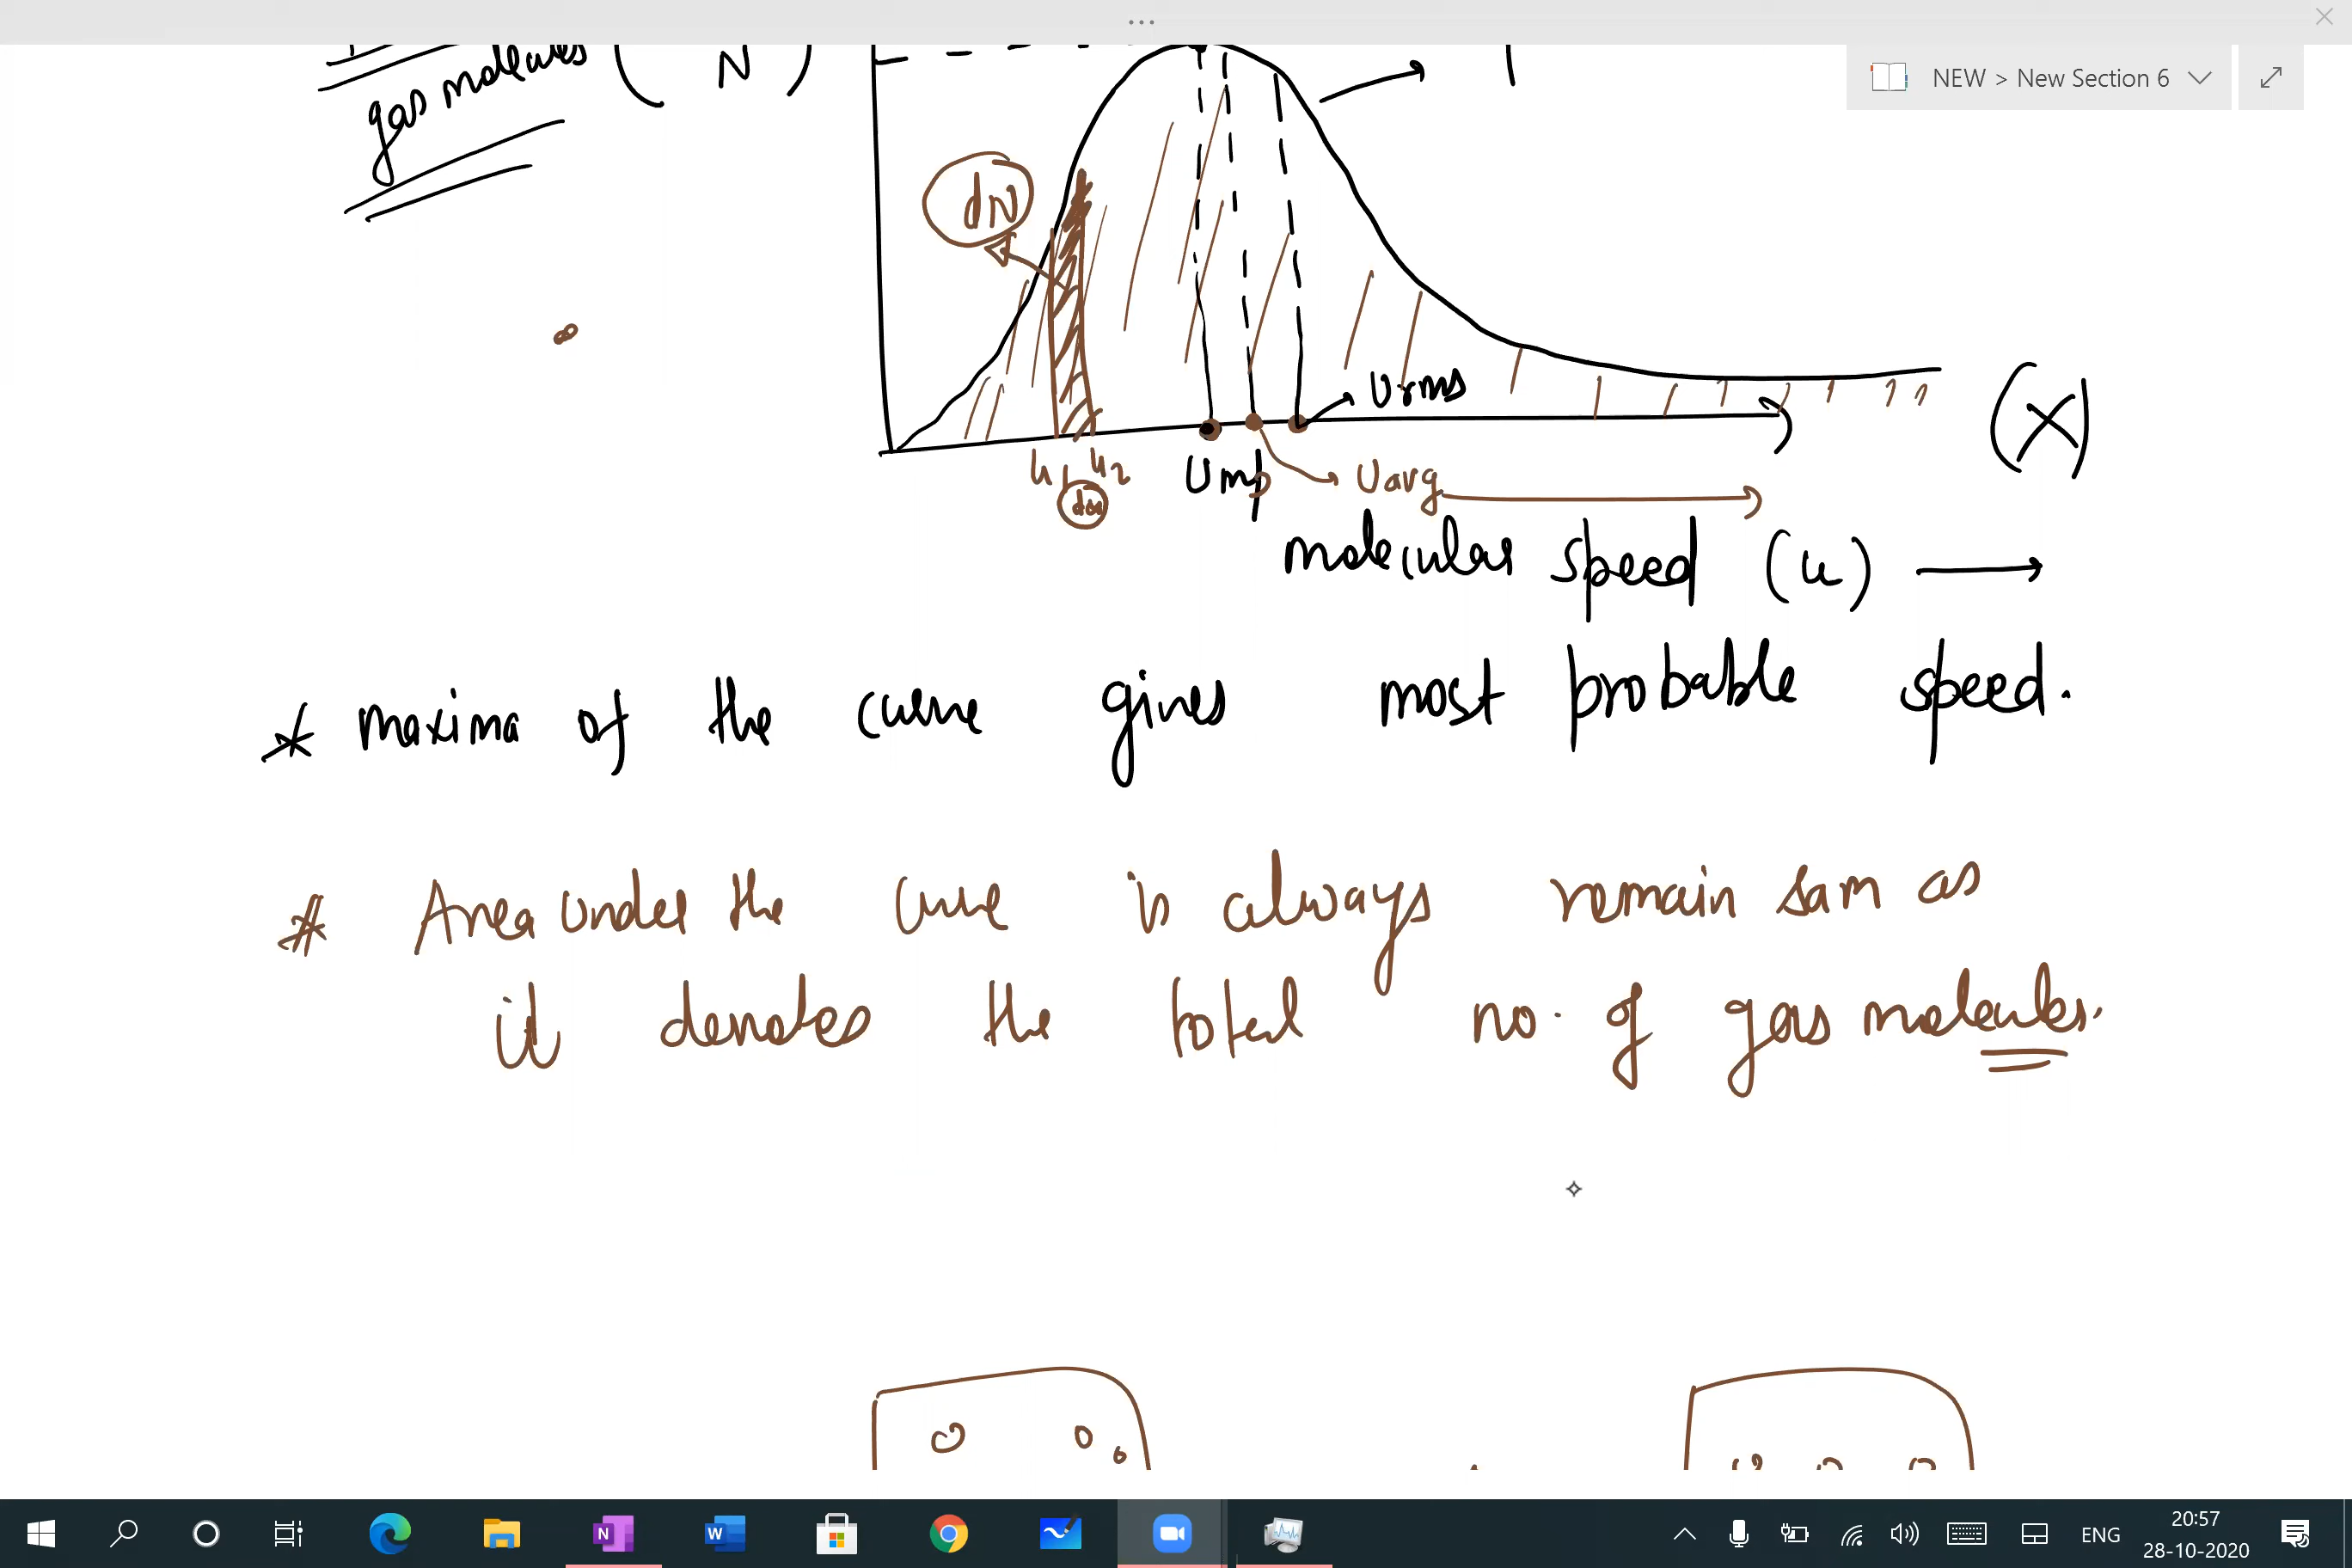 ...
NEW > New Section 6
gas molecules
( N )
T
dN
Urms
(X)
u1 u2
Ump
Uavg
molecular speed (u)
* maxima of the curve gives most probable speed.
* Area under the curve is always remain sam as
it denotes the total no. of gas molecules.
N
W
ENG
20:57
28-10-2020